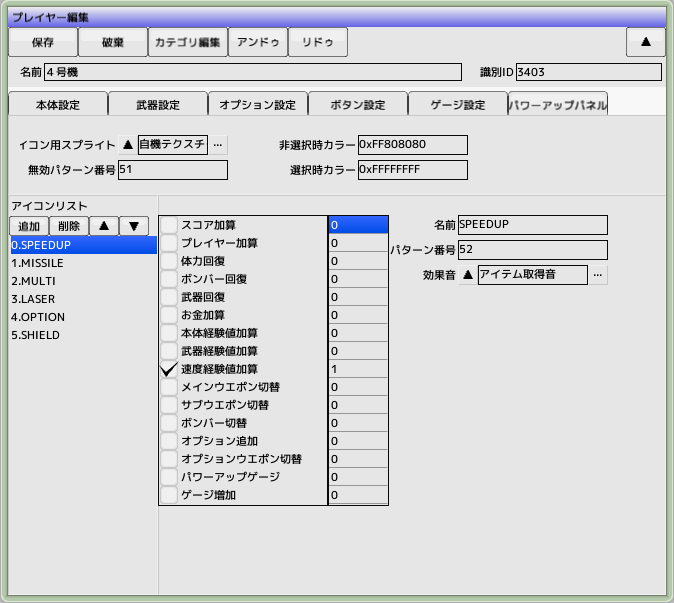 プレイヤー編集
保存 破棄 カテゴリ編集 アンドゥ リドゥ ▲
名前 4号機 識別ID 3403
本体設定 武器設定 オプション設定 ボタン設定 ゲージ設定 パワーアップパネル
イコン用スプライト ▲ 自機テクスチ ... 非選択時カラー 0xFF808080
無効パターン番号 51 選択時カラー 0xFFFFFFFF
アイコンリスト
追加 削除 ▲ ▼
0.SPEEDUP
1.MISSILE
2.MULTI
3.LASER
4.OPTION
5.SHIELD
スコア加算 0
プレイヤー加算 0
体力回復 0
ボンバー回復 0
武器回復 0
お金加算 0
本体経験値加算 0
武器経験値加算 0
速度経験値加算 1
メインウエポン切替 0
サブウエポン切替 0
ボンバー切替 0
オプション追加 0
オプションウエポン切替 0
パワーアップゲージ 0
ゲージ増加 0
名前 SPEEDUP
パターン番号 52
効果音 ▲ アイテム取得音 ...